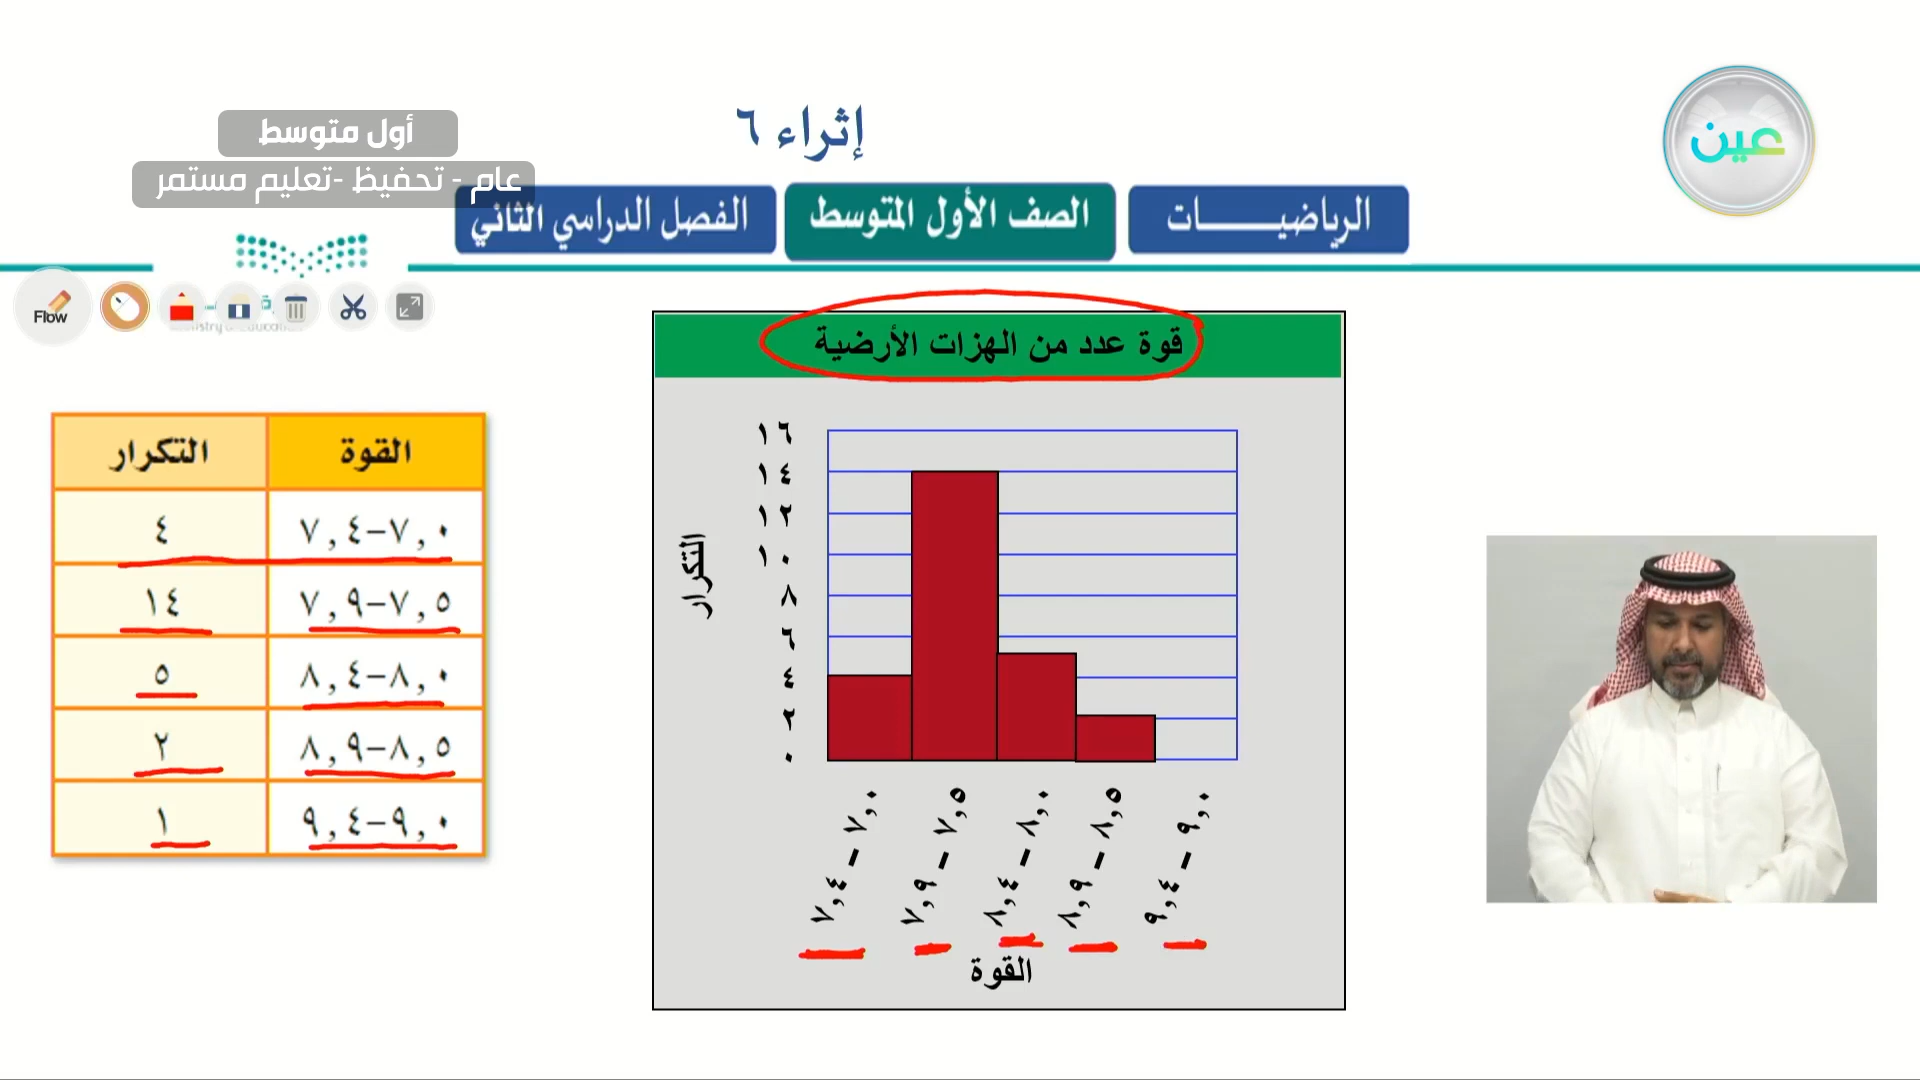 إثراء ٦
عين
أول متوسط
عام - تحفيظ -تعليم مستمر
الرياضيـــــــات
الصف الأول المتوسط
الفصل الدراسي الثاني
Flow
قوة عدد من الهزات الأرضية
التكرار
١٦
١٤
١٢
١٠
٨
٦
٤
٢
٠
٧,٠ – ٧,٤
٧,٥ – ٧,٩
٨,٠ – ٨,٤
٨,٥ – ٨,٩
٩,٠ – ٩,٤
القوة
القوة التكرار
٧,٠–٧,٤ ٤
٧,٥–٧,٩ ١٤
٨,٠–٨,٤ ٥
٨,٥–٨,٩ ٢
٩,٠–٩,٤ ١